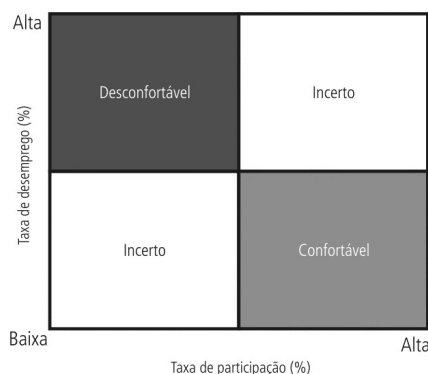 Alta
Taxa de desemprego (%)
Desconfortável
Incerto
Incerto
Confortável
Baixa
Alta
Taxa de participação (%)